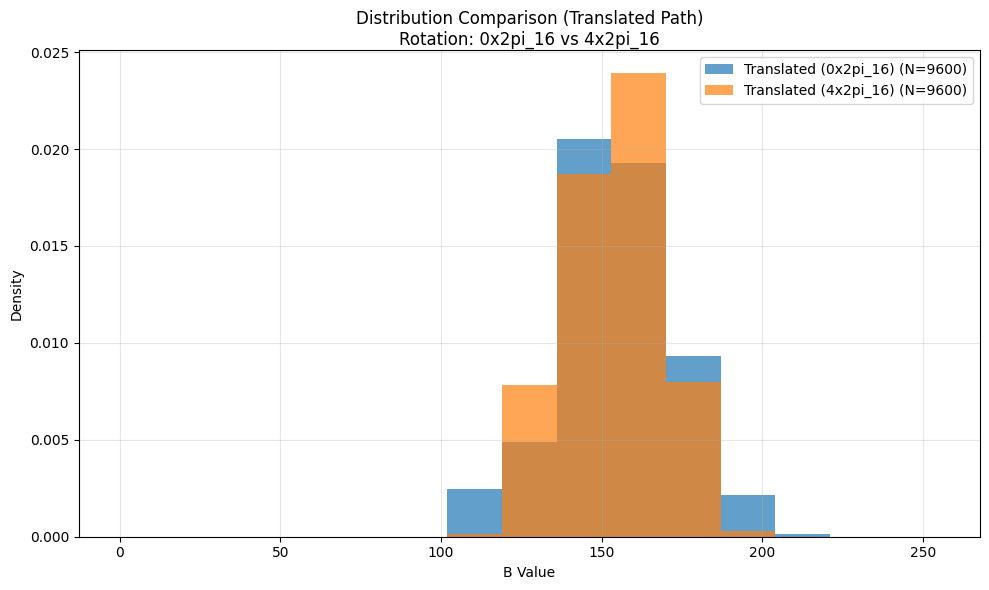 Distribution Comparison (Translated Path)
Rotation: 0x2pi_16 vs 4x2pi_16
Translated (0x2pi_16) (N=9600)
Translated (4x2pi_16) (N=9600)
Density
0.025
0.020
0.015
0.010
0.005
0.000
0 50 100 150 200 250
B Value